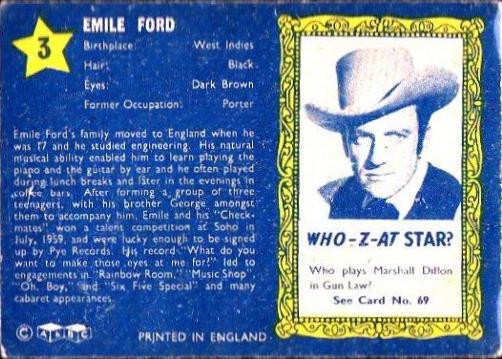 3
EMILE FORD
Birthplace: West Indies
Hair: Black
Eyes: Dark Brown
Former Occupation: Porter
Emile Ford's family moved to England when he
was 17 and he studied engineering. His natural
musical ability enabled him to learn playing the
piano and the guitar by ear and he often played
during lunch breaks and later in the evenings in
coffee bars. After forming a group of three
teenagers, with his brother George amongst
them to accompany him, Emile and his "Check-
mates" won a talent competition at Soho in
July, 1959, and were lucky enough to be signed
up by Pye Records. His record "What do you
want to make those eyes at me for?" led to
engagements in "Rainbow Room," "Music Shop",
"Oh, Boy," and "Six Five Special" and many
cabaret appearances.
© A&BC
PRINTED IN ENGLAND
WHO-Z-AT STAR?
Who plays Marshall Dillon
in Gun Law?
See Card No. 69